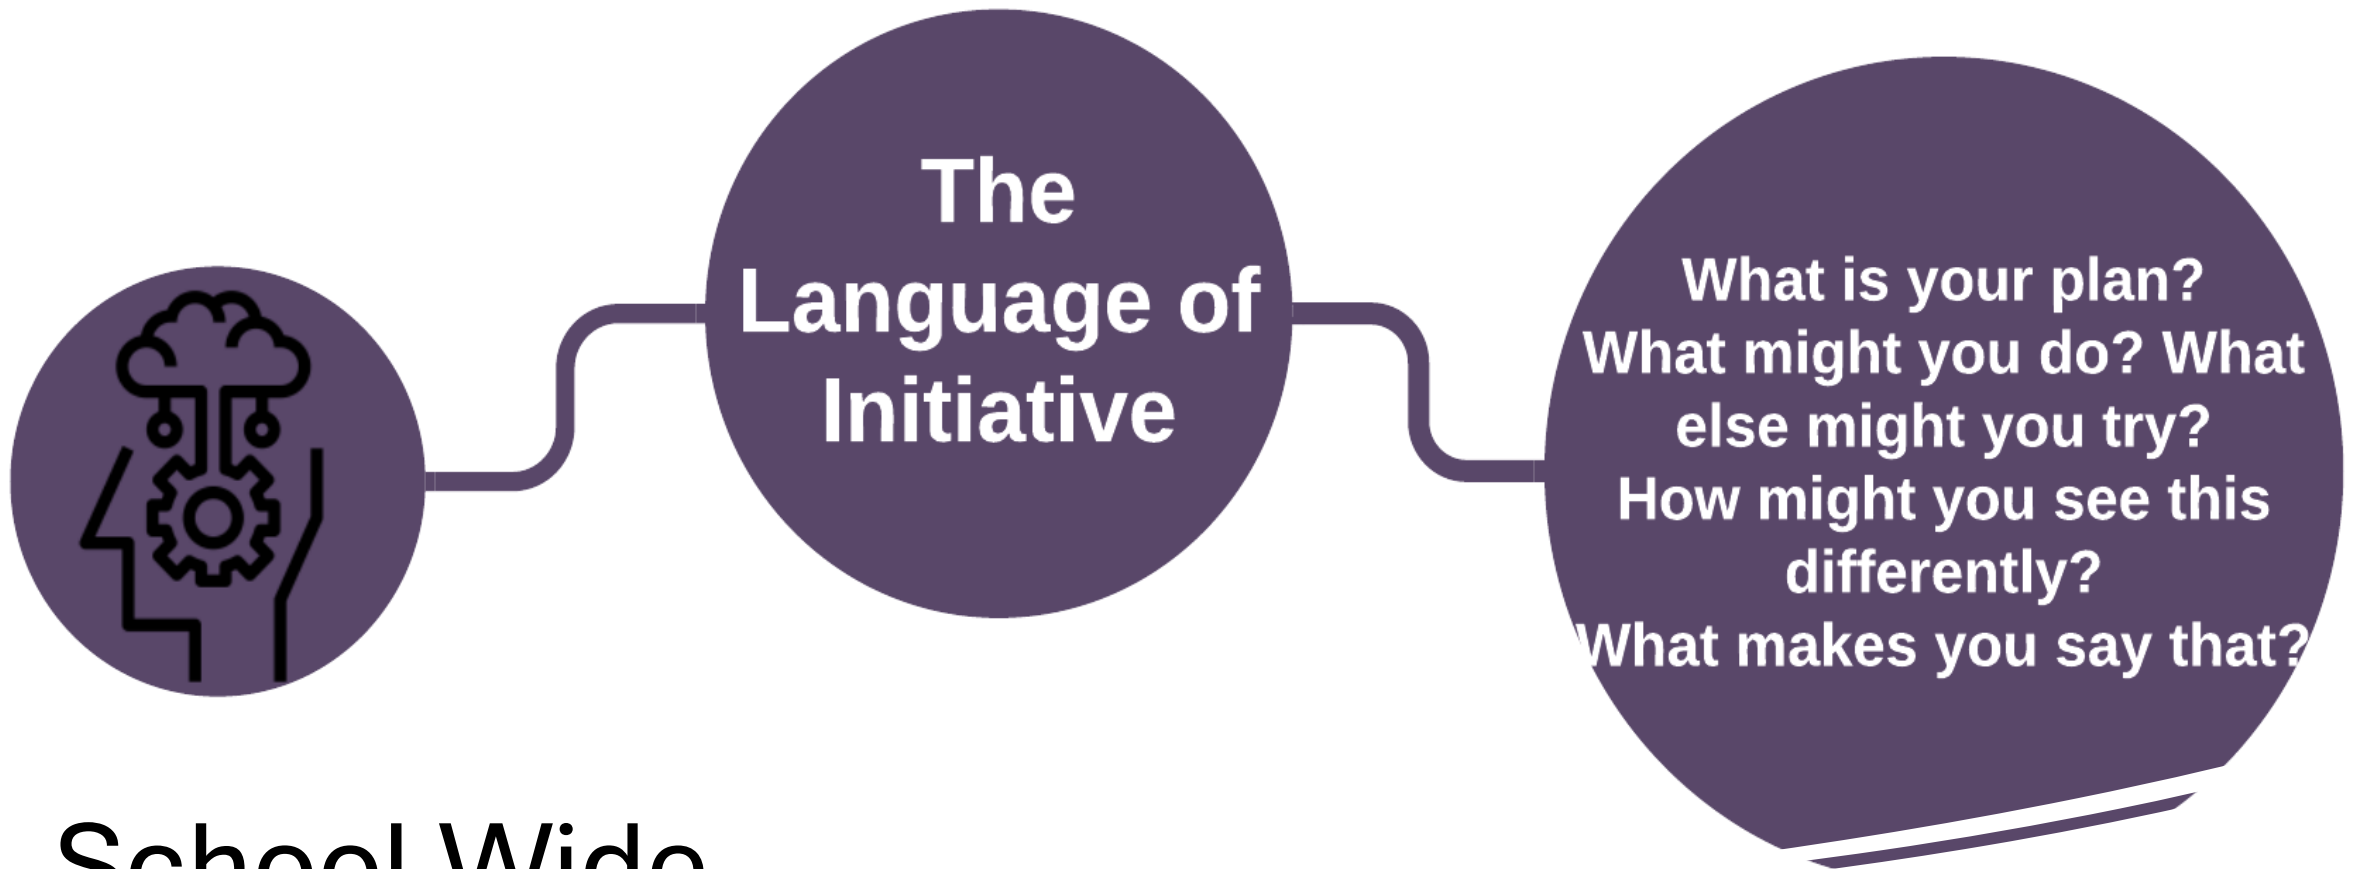 The
Language of
Initiative
What is your plan?
What might you do? What
else might you try?
How might you see this
differently?
What makes you say that?
School Wide